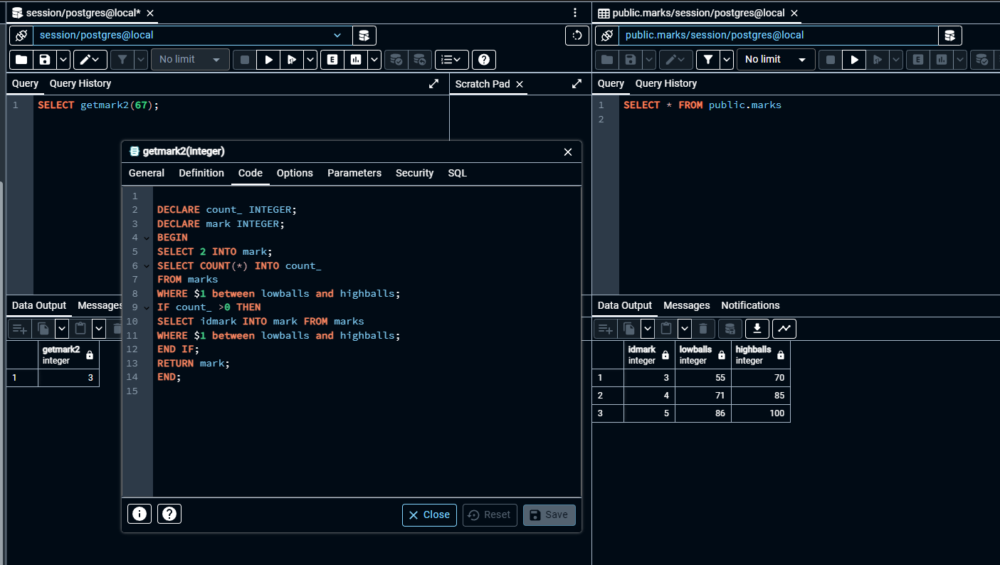 session/postgres@local*
session/postgres@local
No limit
Query Query History
Scratch Pad
1 SELECT getmark2(67);
public.marks/session/postgres@local
public.marks/session/postgres@local
No limit
Query Query History
1 SELECT * FROM public.marks
2
getmark2(integer)
General Definition Code Options Parameters Security SQL
1
2 DECLARE count_ INTEGER;
3 DECLARE mark INTEGER;
4 BEGIN
5 SELECT 2 INTO mark;
6 SELECT COUNT(*) INTO count_
7 FROM marks
8 WHERE $1 between lowballs and highballs;
9 IF count_ >0 THEN
10 SELECT idmark INTO mark FROM marks
11 WHERE $1 between lowballs and highballs;
12 END IF;
13 RETURN mark;
14 END;
15
Close Reset Save
Data Output Messages
getmark2
integer
1 3
Data Output Messages Notifications
idmark lowballs highballs
integer integer integer
1 3 55 70
2 4 71 85
3 5 86 100